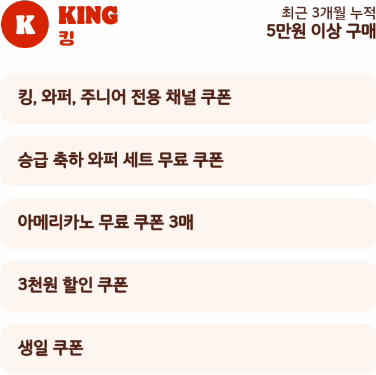 K
KING
킹
최근 3개월 누적
5만원 이상 구매
킹, 와퍼, 주니어 전용 채널 쿠폰
승급 축하 와퍼 세트 무료 쿠폰
아메리카노 무료 쿠폰 3매
3천원 할인 쿠폰
생일 쿠폰